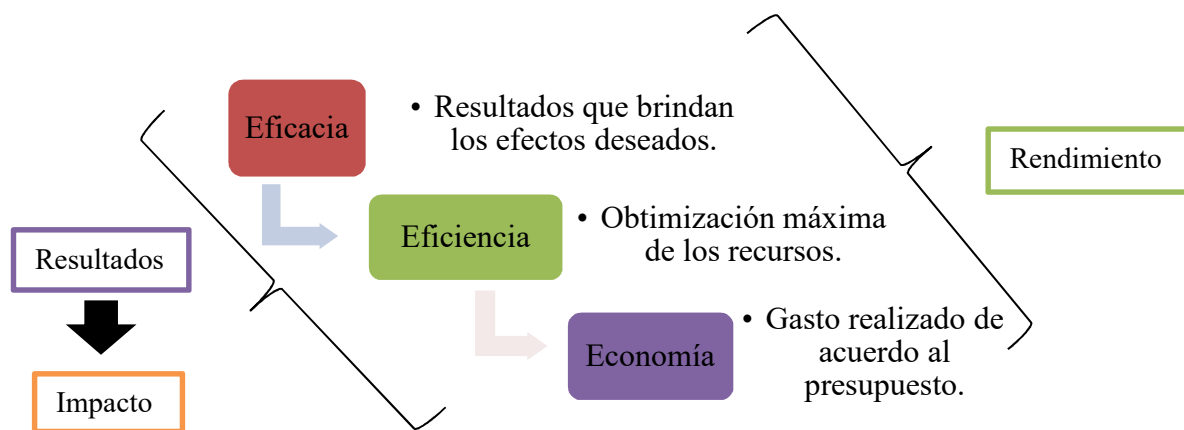 Eficacia
• Resultados que brindan
los efectos deseados.
Rendimiento
Eficiencia
• Obtimización máxima
de los recursos.
Resultados
Economía
• Gasto realizado de
acuerdo al
presupuesto.
Impacto